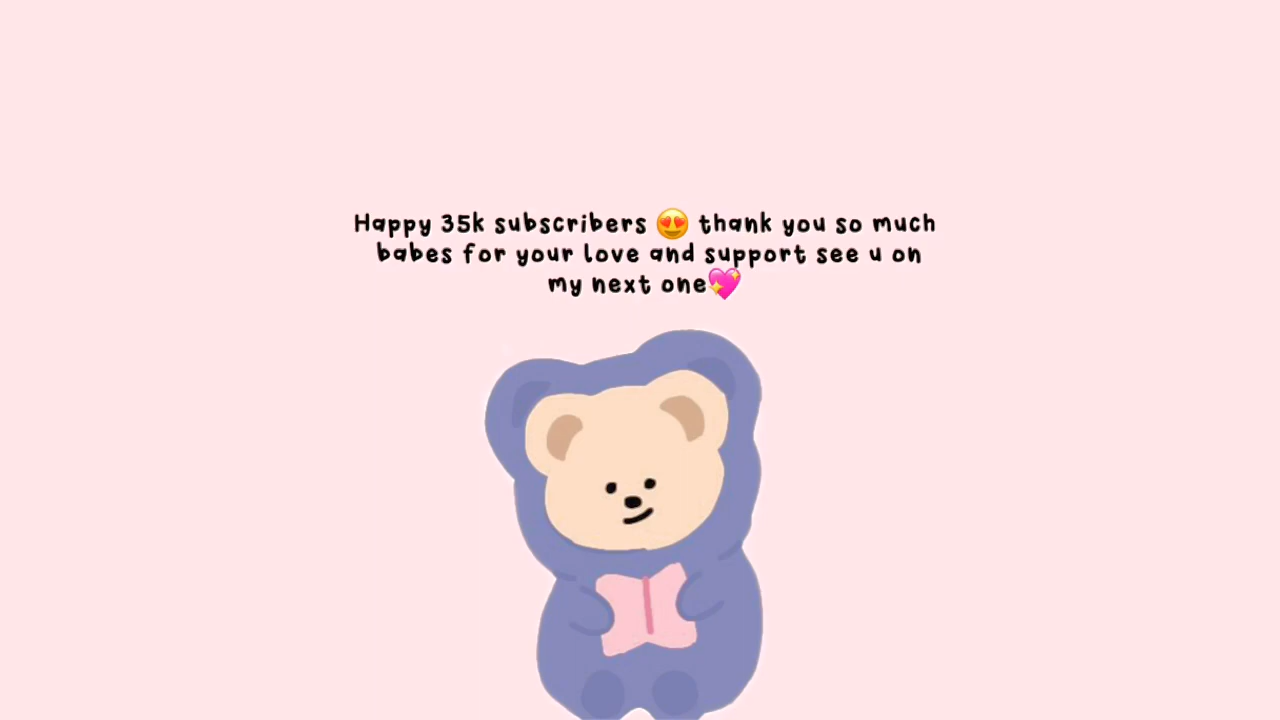 Happy 35k subscribers 😍 thank you so much
babes for your love and support see u on
my next one💖